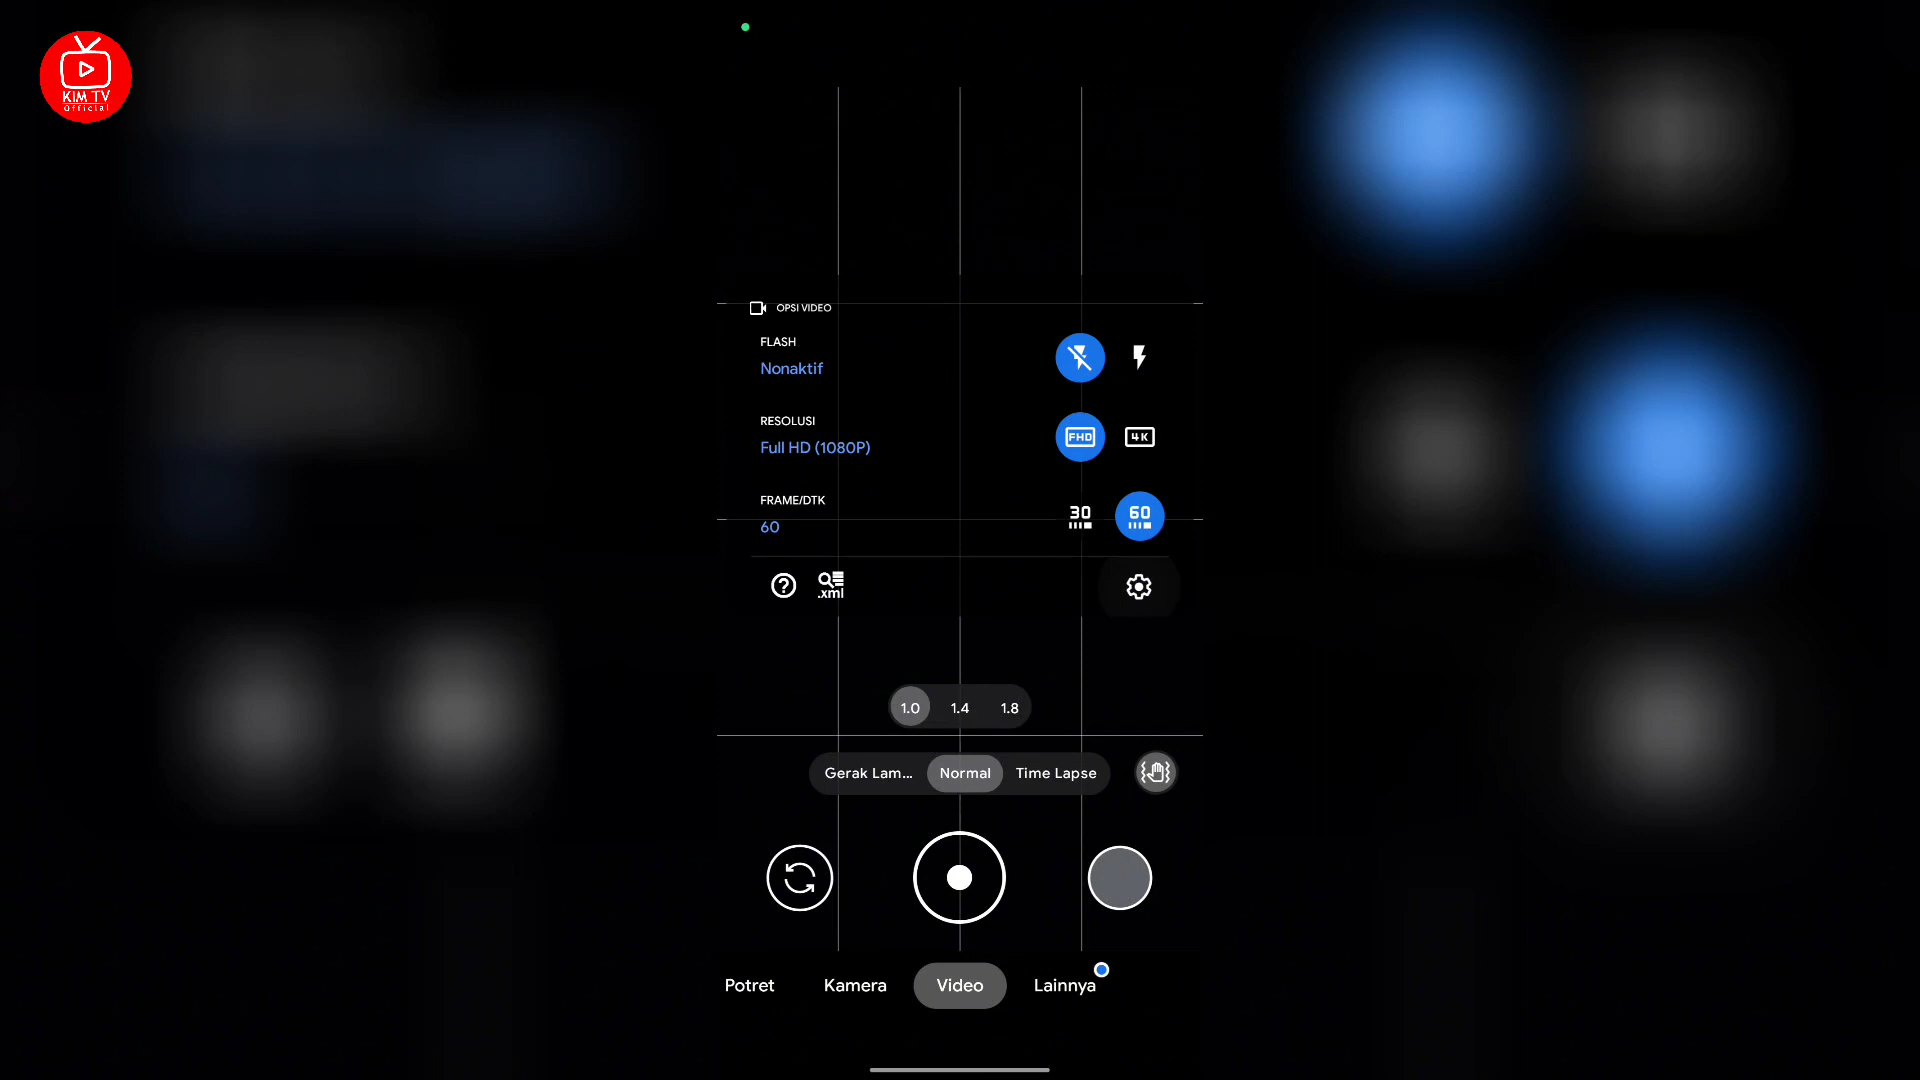 KIM TV
Official
OPSI VIDEO
FLASH
Nonaktif
RESOLUSI
Full HD (1080P)
FHD
4K
FRAME/DTK
60
30
60
?
.xml
1.0 1.4 1.8
Gerak Lam... Normal Time Lapse
Potret Kamera Video Lainnya